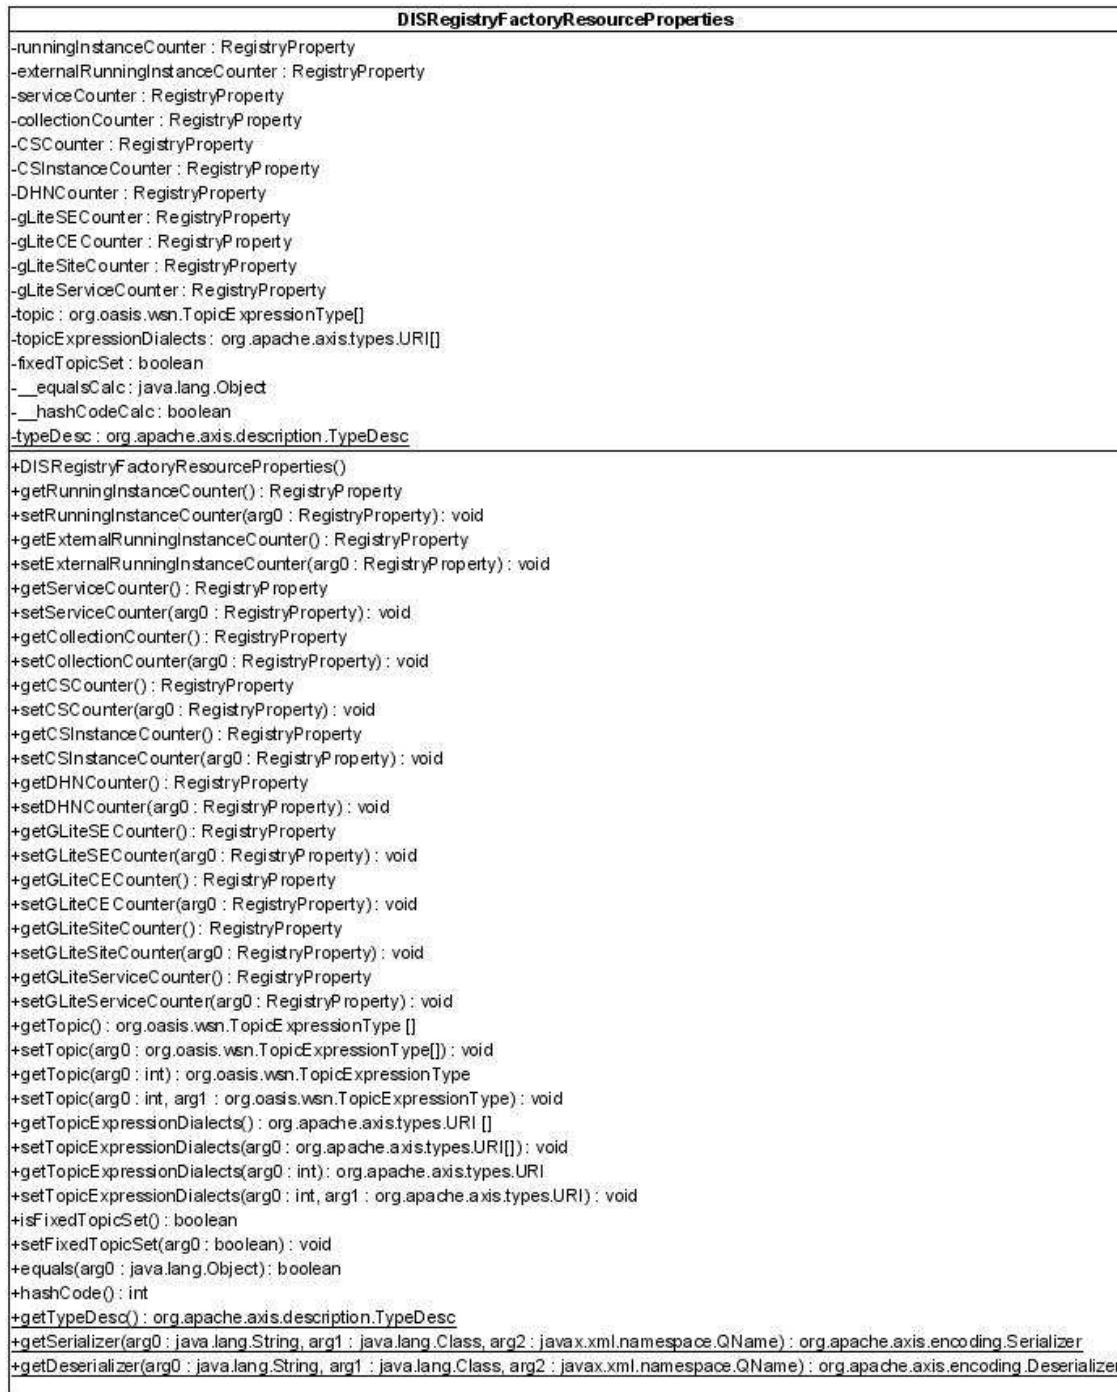 DISRegistryFactoryResourceProperties
-runningInstanceCounter : RegistryProperty
-externalRunningInstanceCounter : RegistryProperty
-serviceCounter : RegistryProperty
-collectionCounter : RegistryProperty
-CSCounter : RegistryProperty
-CSInstanceCounter : RegistryProperty
-DHNCounter : RegistryProperty
-gLiteSECounter : RegistryProperty
-gLiteCECounter : RegistryProperty
-gLiteSiteCounter : RegistryProperty
-gLiteServiceCounter : RegistryProperty
-topic : org.oasis.wsn.TopicExpressionType[]
-topicExpressionDialects : org.apache.axis.types.URI[]
-fixedTopicSet : boolean
-__equalsCalc : java.lang.Object
-__hashCodeCalc : boolean
-typeDesc : org.apache.axis.description.TypeDesc
+DISRegistryFactoryResourceProperties()
+getRunningInstanceCounter() : RegistryProperty
+setRunningInstanceCounter(arg0 : RegistryProperty) : void
+getExternalRunningInstanceCounter() : RegistryProperty
+setExternalRunningInstanceCounter(arg0 : RegistryProperty) : void
+getServiceCounter() : RegistryProperty
+setServiceCounter(arg0 : RegistryProperty) : void
+getCollectionCounter() : RegistryProperty
+setCollectionCounter(arg0 : RegistryProperty) : void
+getCSCounter() : RegistryProperty
+setCSCounter(arg0 : RegistryProperty) : void
+getCSInstanceCounter() : RegistryProperty
+setCSInstanceCounter(arg0 : RegistryProperty) : void
+getDHNCounter() : RegistryProperty
+setDHNCounter(arg0 : RegistryProperty) : void
+getGLiteSECounter() : RegistryProperty
+setGLiteSECounter(arg0 : RegistryProperty) : void
+getGLiteCECounter() : RegistryProperty
+setGLiteCECounter(arg0 : RegistryProperty) : void
+getGLiteSiteCounter() : RegistryProperty
+setGLiteSiteCounter(arg0 : RegistryProperty) : void
+getGLiteServiceCounter() : RegistryProperty
+setGLiteServiceCounter(arg0 : RegistryProperty) : void
+getTopic() : org.oasis.wsn.TopicExpressionType []
+setTopic(arg0 : org.oasis.wsn.TopicExpressionType[]) : void
+getTopic(arg0 : int) : org.oasis.wsn.TopicExpressionType
+setTopic(arg0 : int, arg1 : org.oasis.wsn.TopicExpressionType) : void
+getTopicExpressionDialects() : org.apache.axis.types.URI []
+setTopicExpressionDialects(arg0 : org.apache.axis.types.URI[]) : void
+getTopicExpressionDialects(arg0 : int) : org.apache.axis.types.URI
+setTopicExpressionDialects(arg0 : int, arg1 : org.apache.axis.types.URI) : void
+isFixedTopicSet() : boolean
+setFixedTopicSet(arg0 : boolean) : void
+equals(arg0 : java.lang.Object) : boolean
+hashCode() : int
+getTypeDesc() : org.apache.axis.description.TypeDesc
+getSerializer(arg0 : java.lang.String, arg1 : java.lang.Class, arg2 : javax.xml.namespace.QName) : org.apache.axis.encoding.Serializer
+getDeserializer(arg0 : java.lang.String, arg1 : java.lang.Class, arg2 : javax.xml.namespace.QName) : org.apache.axis.encoding.Deserializer